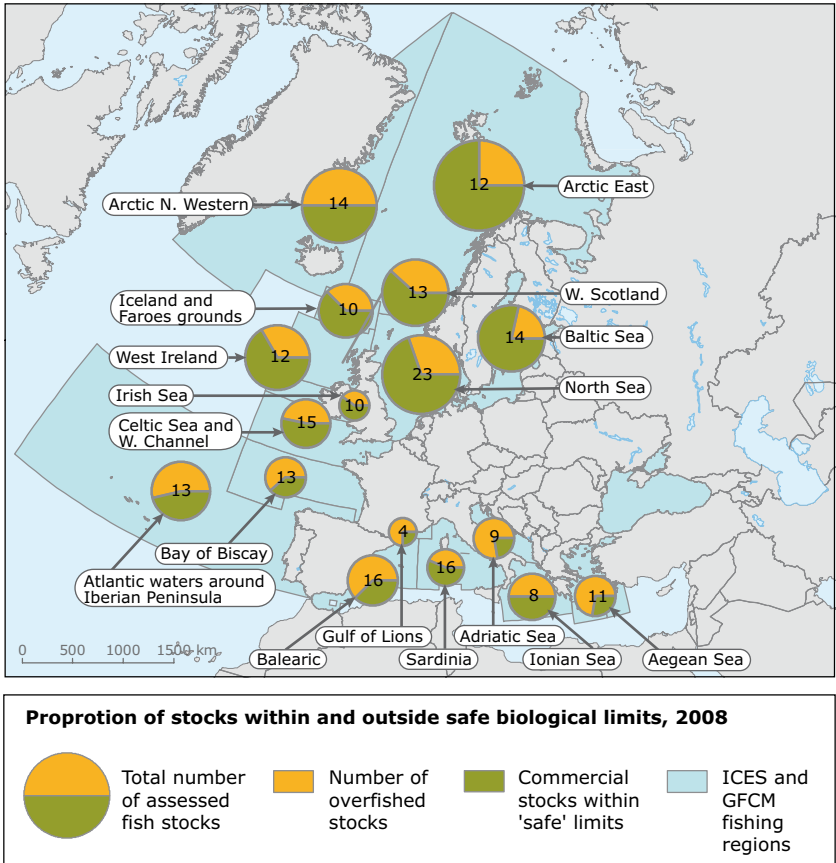 12
Arctic East
Arctic N. Western
14
13
W. Scotland
Iceland and
Faroes grounds
10
14
Baltic Sea
West Ireland
12
23
North Sea
Irish Sea
10
Celtic Sea and
W. Channel
15
13
13
Bay of Biscay
Atlantic waters around
Iberian Peninsula
4
9
16
16
8
11
Gulf of Lions
Adriatic Sea
Balearic
Sardinia
Ionian Sea
Aegean Sea
0 500 1000 1500 km
Proprotion of stocks within and outside safe biological limits, 2008
Total number
of assessed
fish stocks
Number of
overfished
stocks
Commercial
stocks within
'safe' limits
ICES and
GFCM
fishing
regions